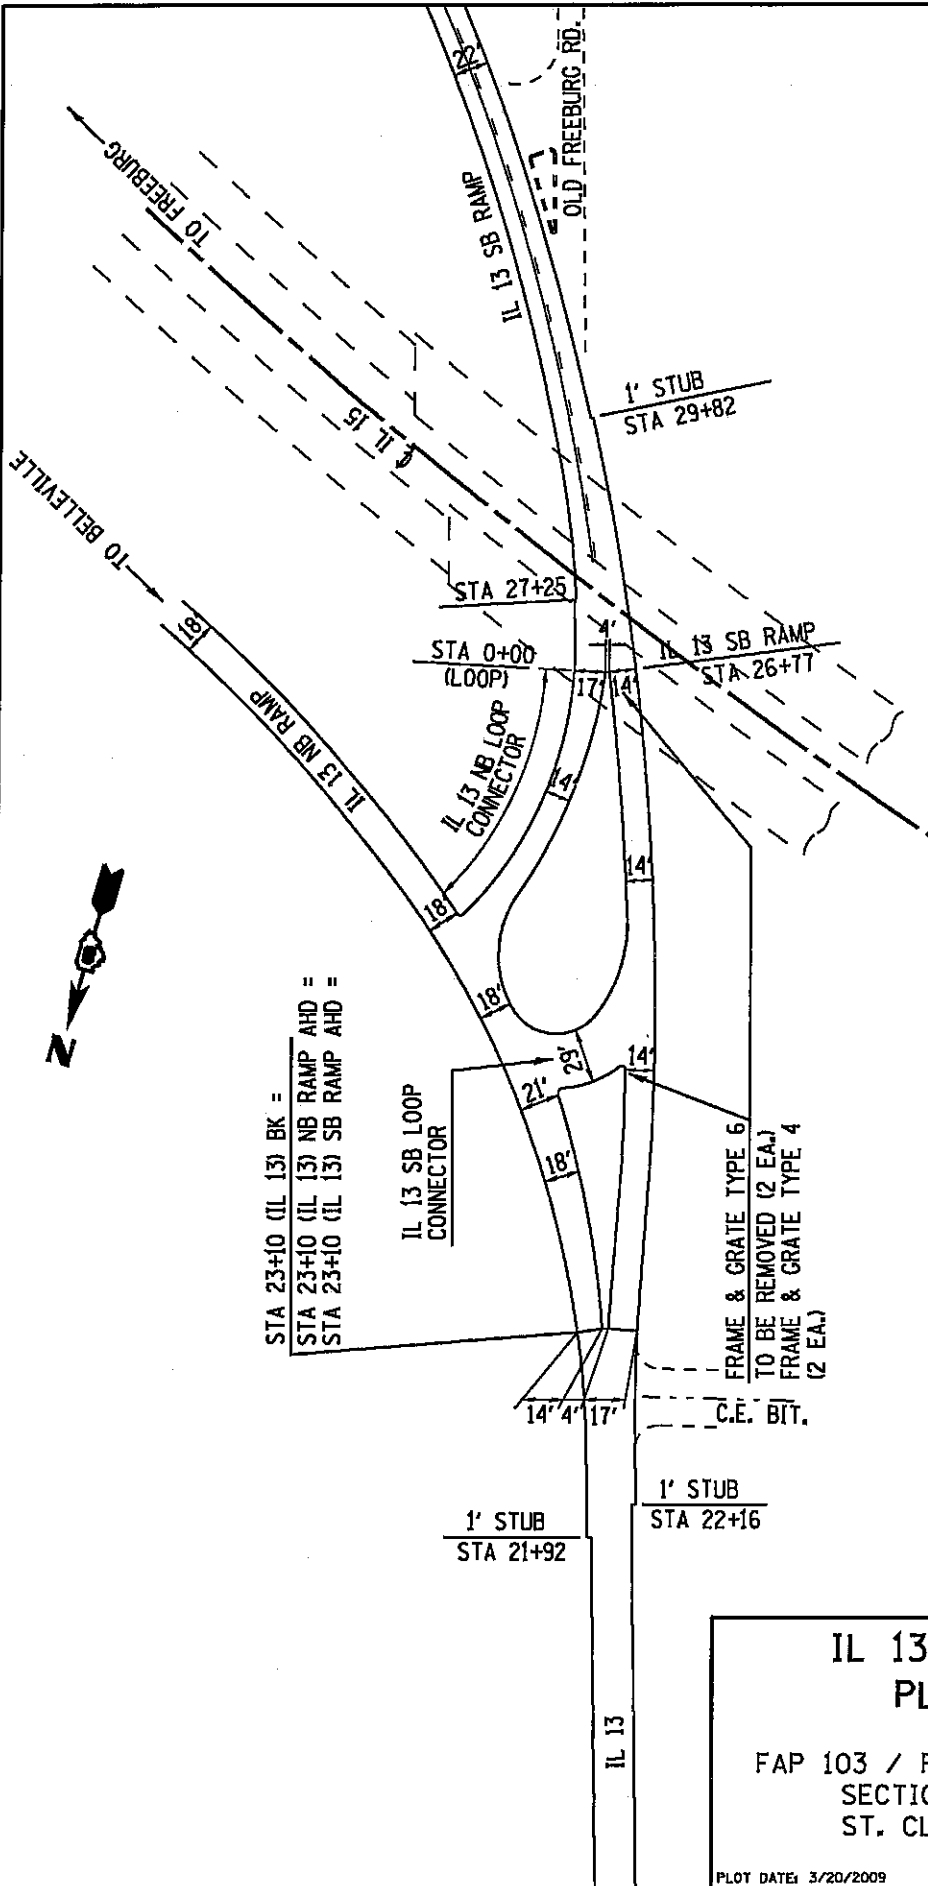 22'
OLD FREEBURG RD.
TO FREEBURG
IL 13 SB RAMP
1' STUB
STA 29+82
℄ IL 15
TO BELLEVILLE
STA 27+25
18'
4'
STA 0+00
(LOOP)
IL 13 SB RAMP
STA 26+77
17'
14'
IL 13 NB RAMP
IL 13 NB LOOP
CONNECTOR
14'
14'
18'
18'
N
29'
14'
21'
18'
STA 23+10 (IL 13) BK =
STA 23+10 (IL 13) NB RAMP AHD =
STA 23+10 (IL 13) SB RAMP AHD =
IL 13 SB LOOP
CONNECTOR
FRAME & GRATE TYPE 6
TO BE REMOVED (2 EA.)
FRAME & GRATE TYPE 4
(2 EA.)
14'
4'
17'
C.E. BIT.
1' STUB
STA 22+16
1' STUB
STA 21+92
IL 13
IL 13
PL
FAP 103 / F
SECTIO
ST. CL
PLOT DATE: 3/20/2009